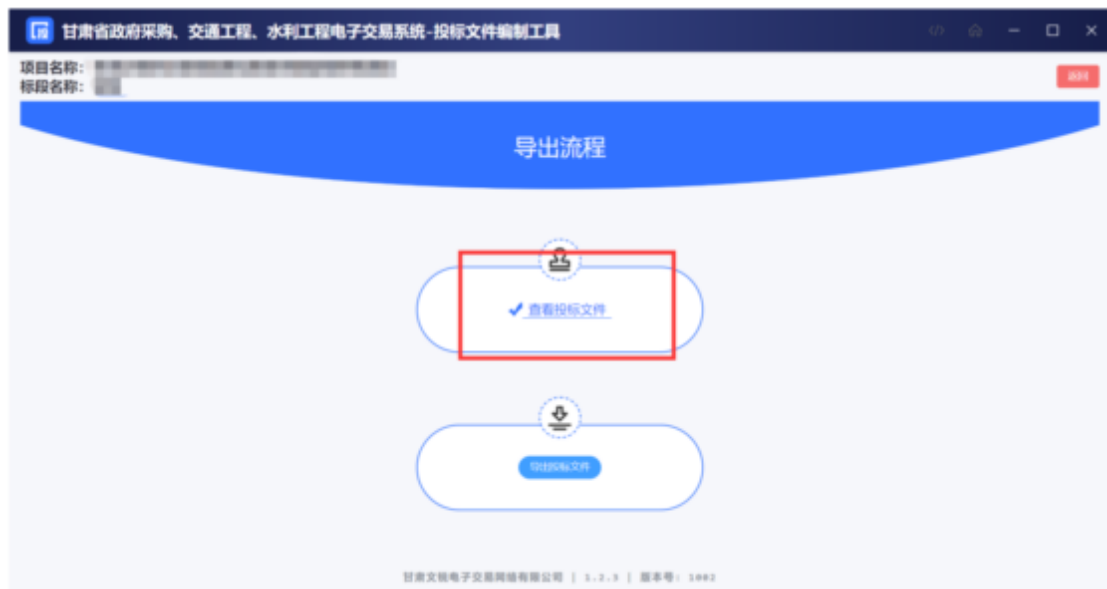 甘肃省政府采购、交通工程、水利工程电子交易系统-投标文件编制工具
项目名称：
标段名称：
返回
导出流程
查看投标文件
导出投标文件
甘肃文锐电子交易网络有限公司 | 1.2.3 | 版本号: 1002